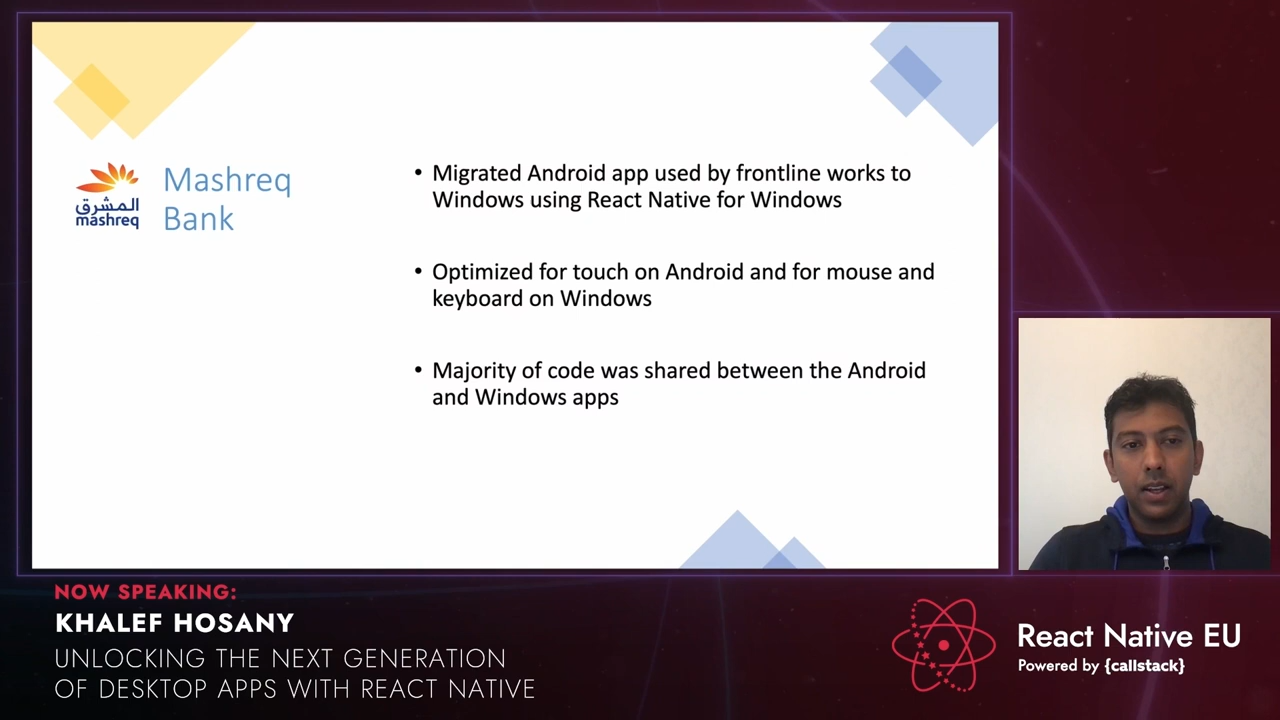 المشرق
mashreq
Mashreq
Bank
• Migrated Android app used by frontline works to
Windows using React Native for Windows
• Optimized for touch on Android and for mouse and
keyboard on Windows
• Majority of code was shared between the Android
and Windows apps
NOW SPEAKING:
KHALEF HOSANY
UNLOCKING THE NEXT GENERATION
OF DESKTOP APPS WITH REACT NATIVE
React Native EU
Powered by {callstack}